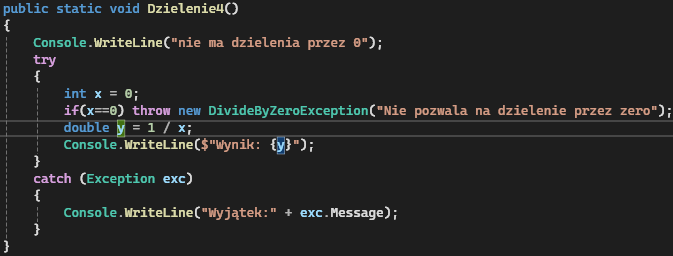 public static void Dzielenie4()
{
Console.WriteLine("nie ma dzielenia przez 0");
try
{
int x = 0;
if(x==0) throw new DivideByZeroException("Nie pozwala na dzielenie przez zero");
double y = 1 / x;
Console.WriteLine($"Wynik: {y}");
}
catch (Exception exc)
{
Console.WriteLine("Wyjątek:" + exc.Message);
}
}